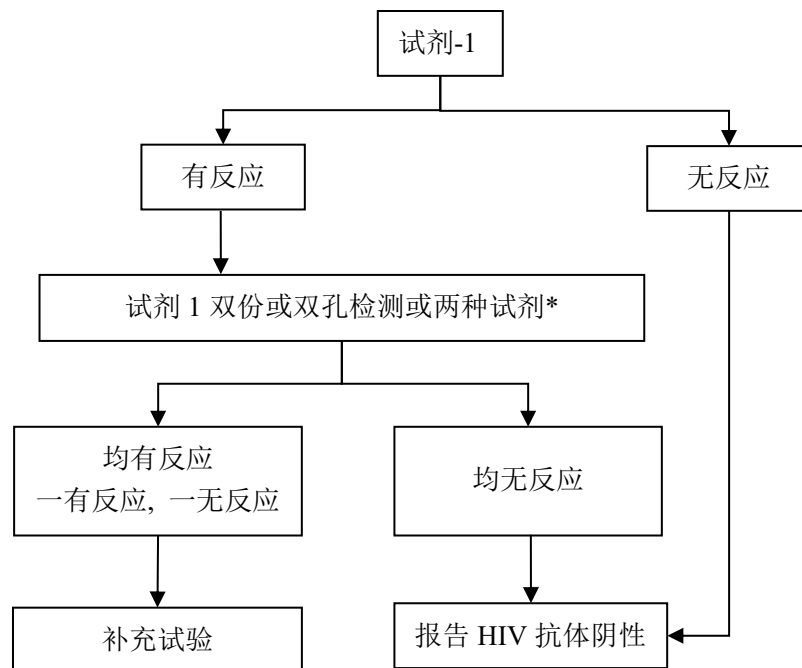 试剂-1
有反应
无反应
试剂 1 双份或双孔检测或两种试剂*
均有反应
一有反应, 一无反应
均无反应
补充试验
报告 HIV 抗体阴性